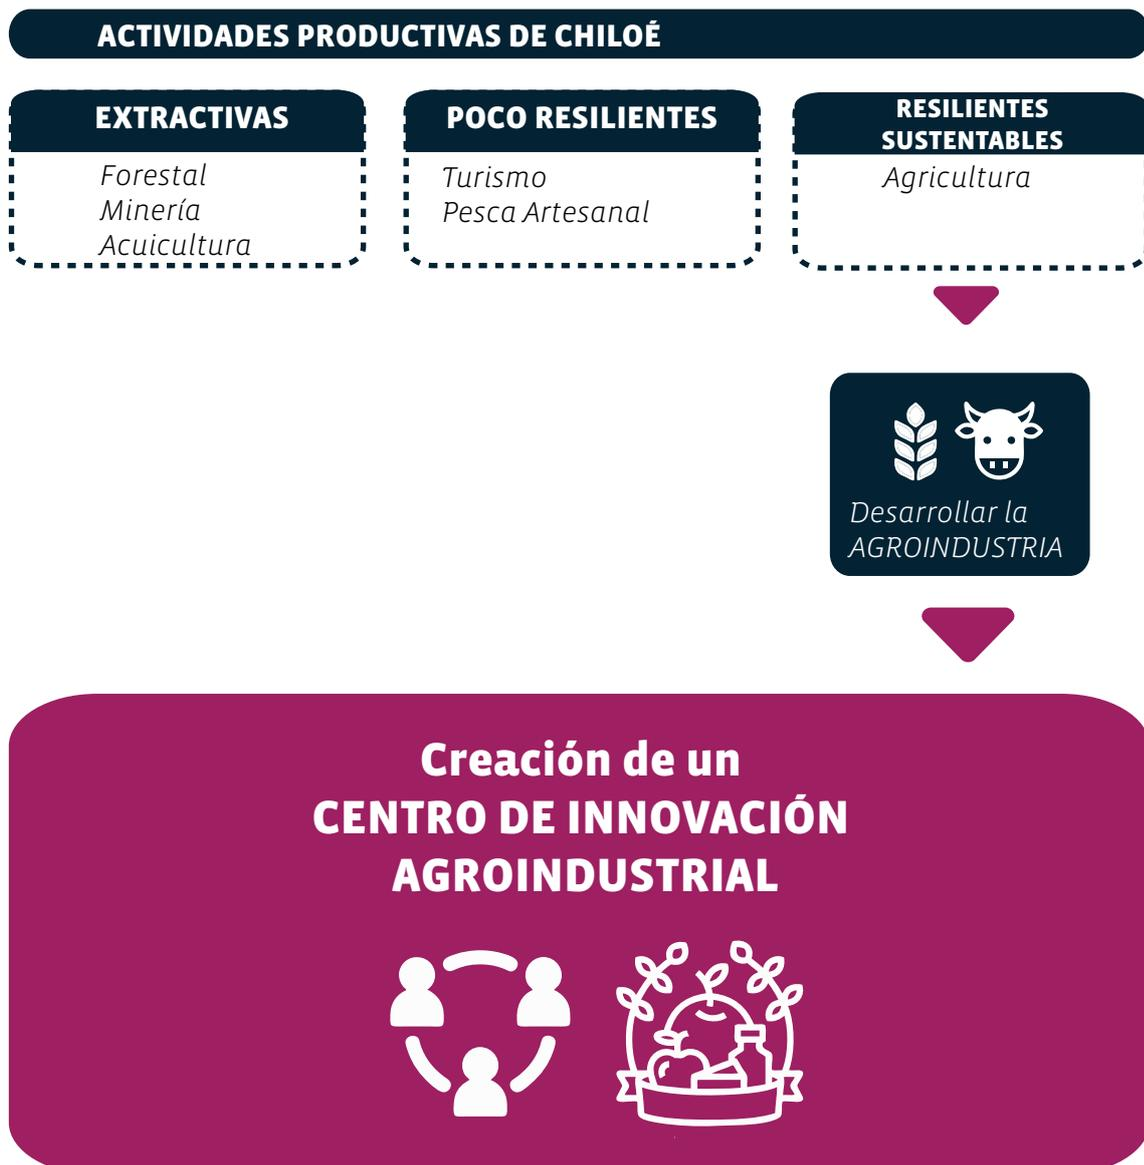 ACTIVIDADES PRODUCTIVAS DE CHILOÉ
EXTRACTIVAS
Forestal
Minería
Acuicultura
POCO RESILIENTES
Turismo
Pesca Artesanal
RESILIENTES
SUSTENTABLES
Agricultura
Desarrollar la
AGROINDUSTRIA
Creación de un
CENTRO DE INNOVACIÓN
AGROINDUSTRIAL